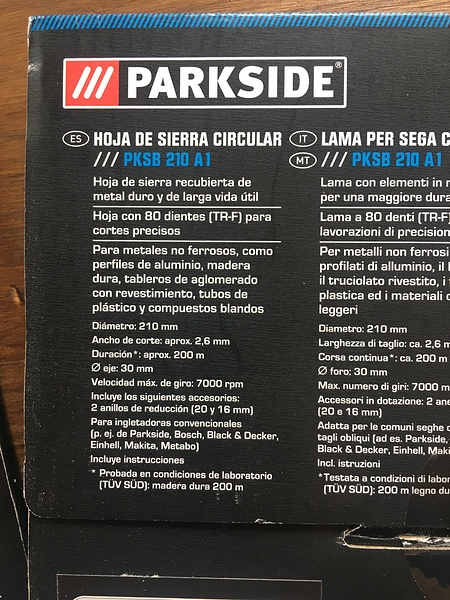 /// PARKSIDE®
ES HOJA DE SIERRA CIRCULAR
/// PKSB 210 A1
Hoja de sierra recubierta de
metal duro y de larga vida útil
Hoja con 80 dientes (TR-F) para
cortes precisos
Para metales no ferrosos, como
perfiles de aluminio, madera
dura, tableros de aglomerado
con revestimiento, tubos de
plástico y compuestos blandos
Diámetro: 210 mm
Ancho de corte: aprox. 2,6 mm
Duración*: aprox. 200 m
Ø eje: 30 mm
Velocidad máx. de giro: 7000 rpm
Incluye los siguientes accesorios:
2 anillos de reducción (20 y 16 mm)
Para ingletadoras convencionales
(p. ej. de Parkside, Bosch, Black & Decker,
Einhell, Makita, Metabo)
Incluye instrucciones
* Probada en condiciones de laboratorio
(TÜV SÜD): madera dura 200 m
IT LAMA PER SEGA C
MT /// PKSB 210 A1
Lama con elementi in
per una maggiore dura
Lama a 80 denti (TR-F)
lavorazioni di precision
Per metalli non ferrosi
profilati di alluminio, il
il truciolato rivestito, i
plastica ed i materiali c
leggeri
Diametro: 210 mm
Larghezza di taglio: ca. 2,6 m
Corsa continua*: ca. 200 m
Ø foro: 30 mm
Max. numero di giri: 7000 m
Accessori in dotazione: 2 ane
(20 e 16 mm)
Adatta per le comuni seghe c
tagli obliqui (ad es. Parkside,
Black & Decker, Einhell, Maki
Incl. istruzioni
*Testata a condizioni di labor
(TÜV SÜD): 200 m legno du